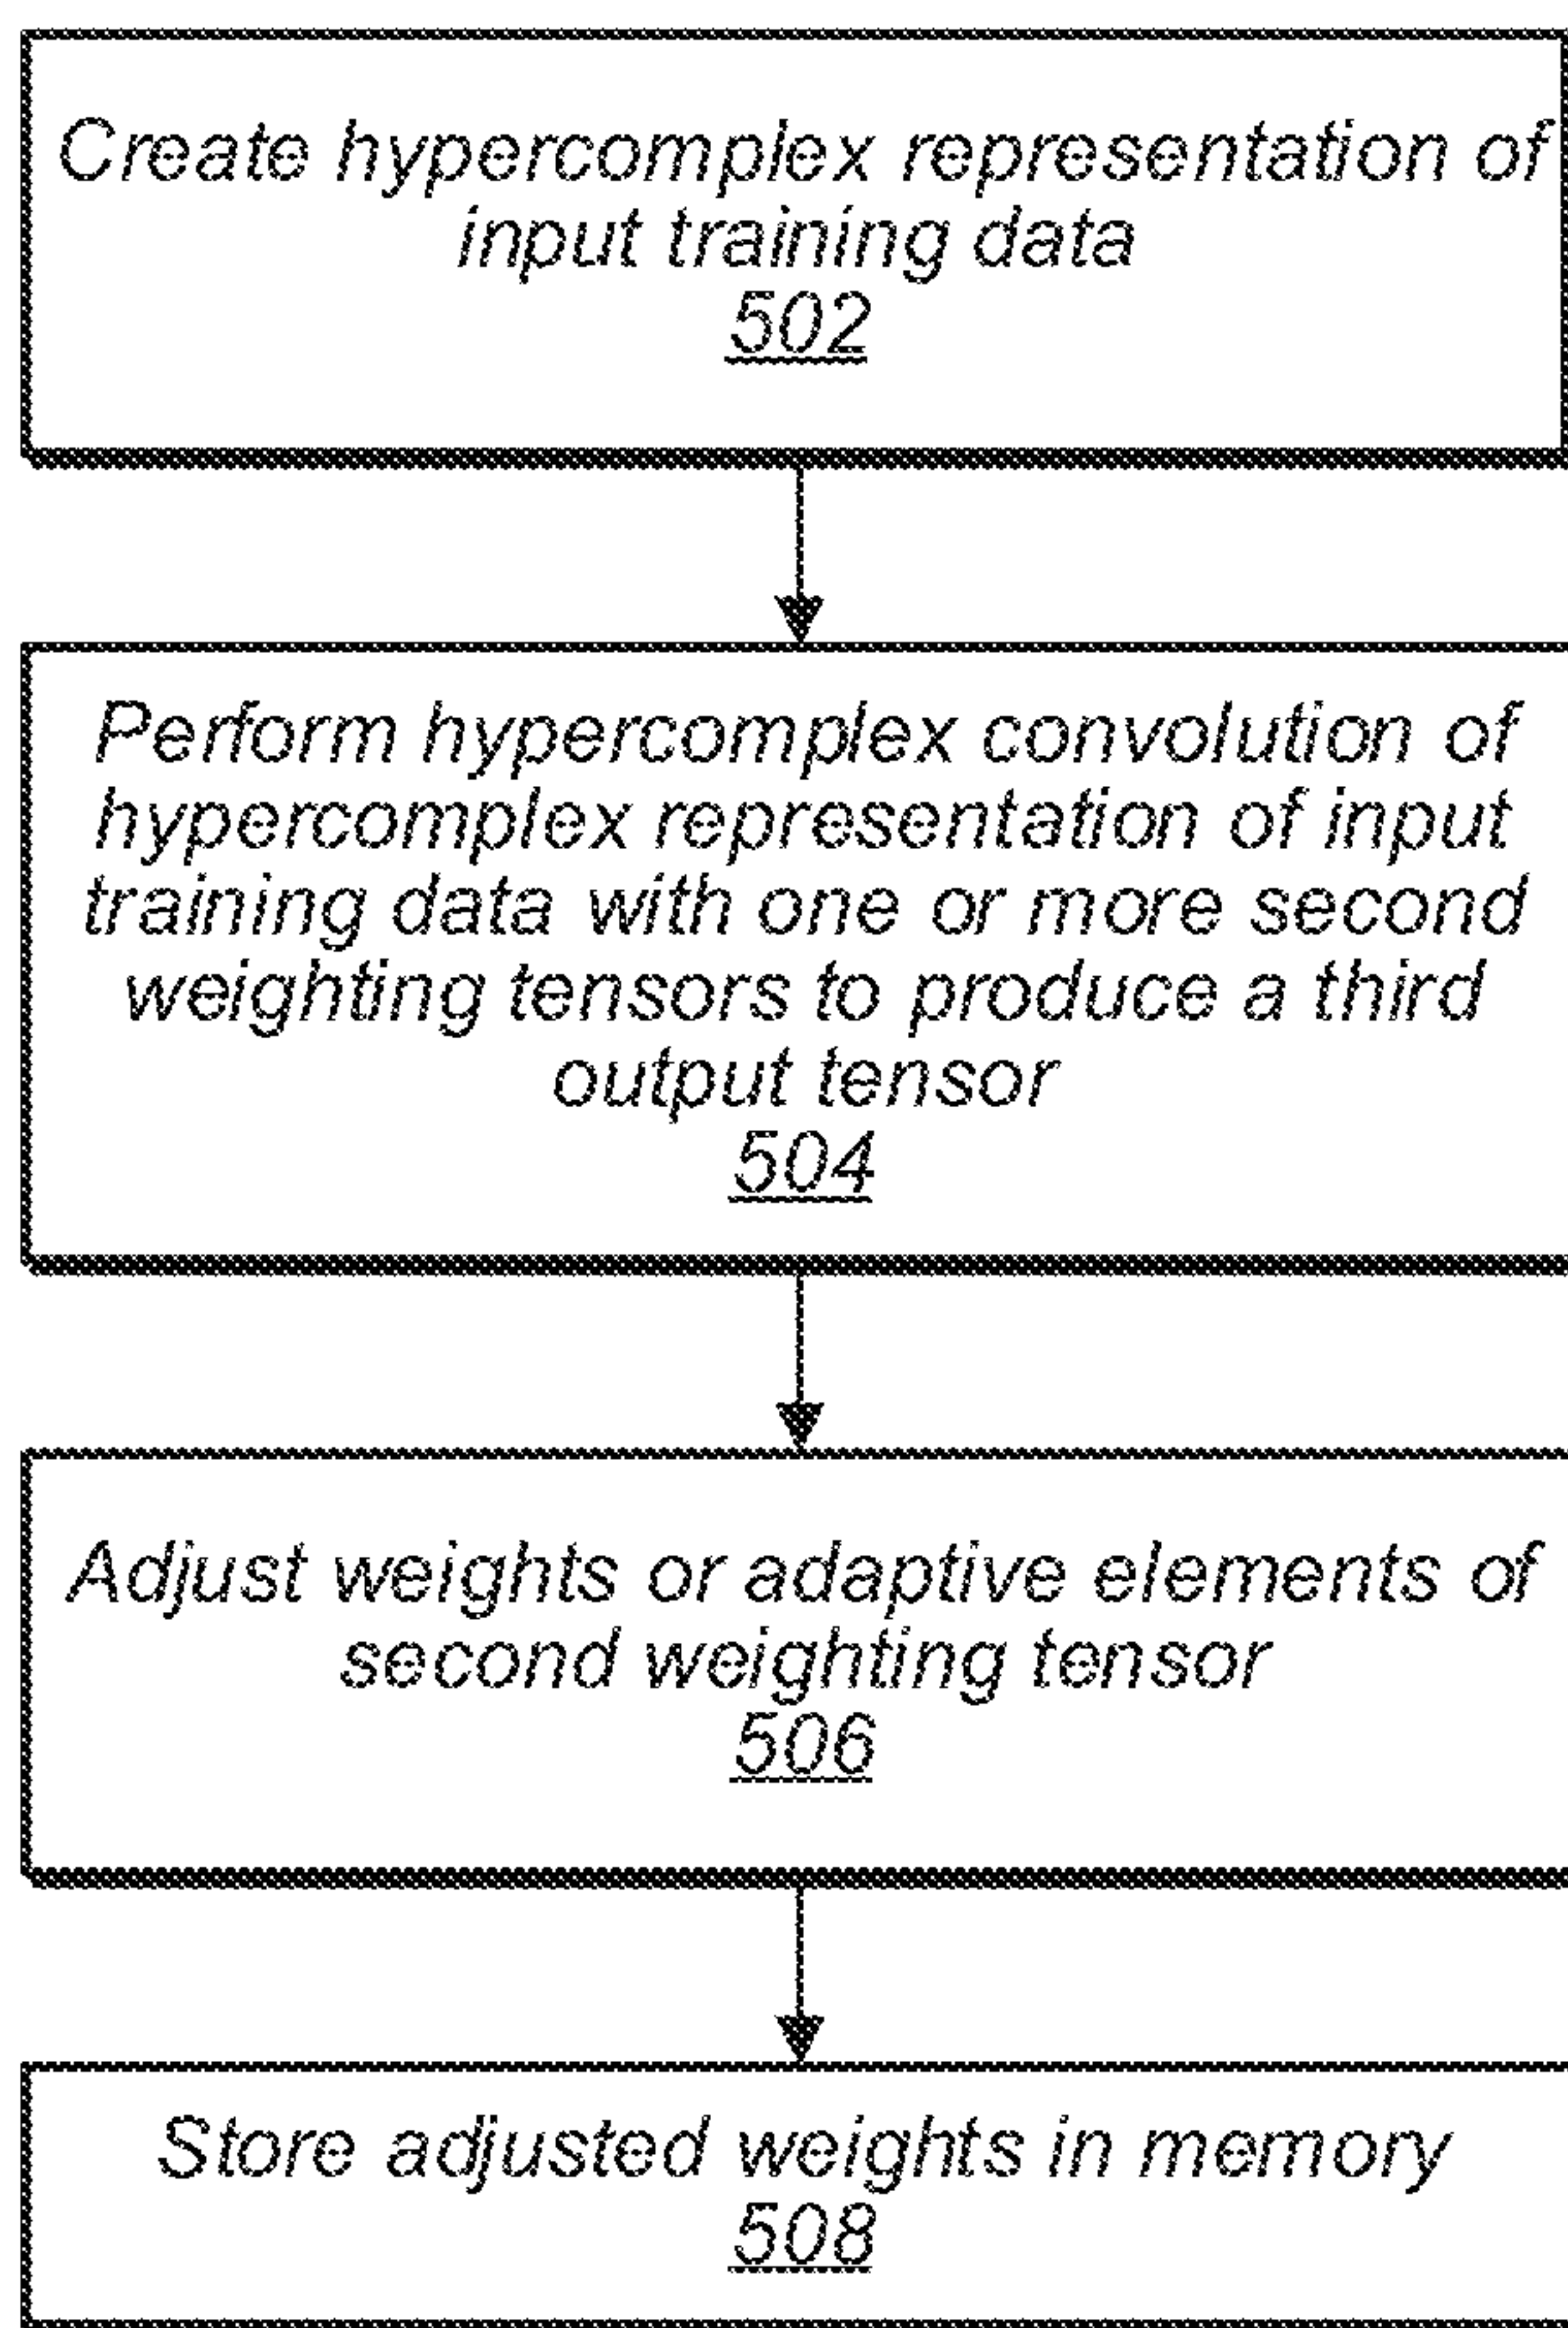 Create hypercomplex representation of
input training data
502
Perform hypercomplex convolution of
hypercomplex representation of input
training data with one or more second
weighting tensors to produce a third
output tensor
504
Adjust weights or adaptive elements of
second weighting tensor
506
Store adjusted weights in memory
508